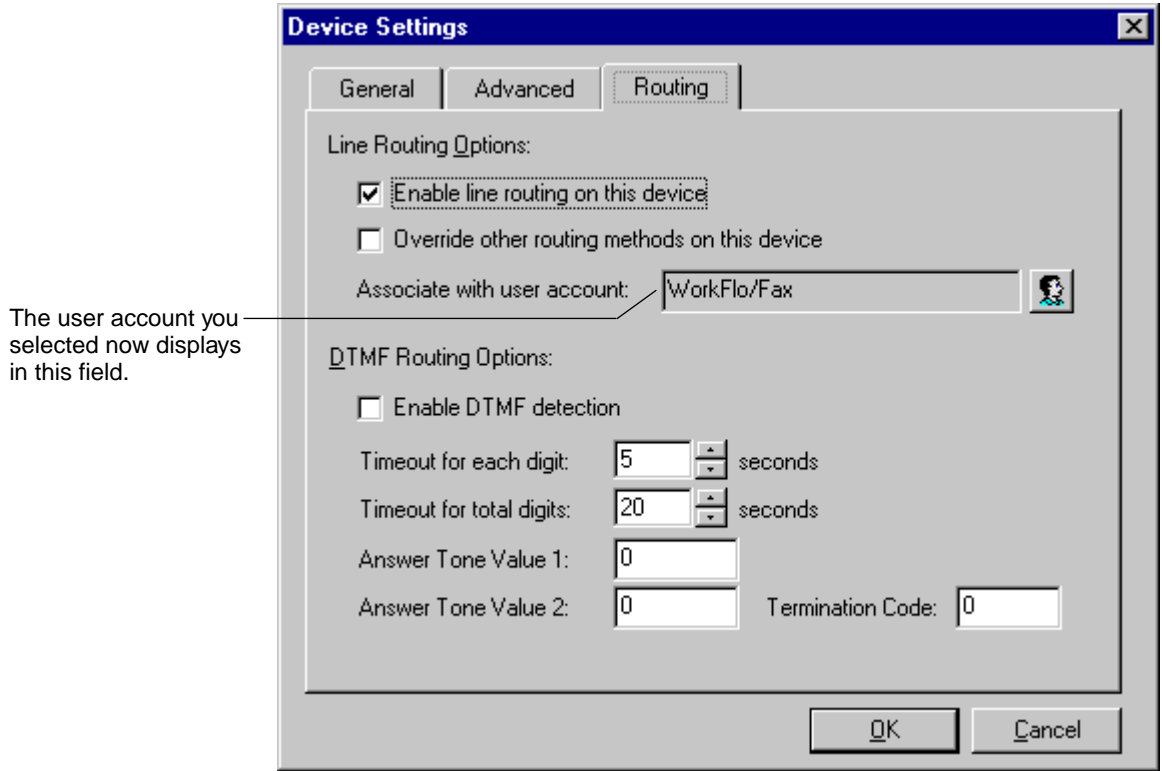 Device Settings
General Advanced Routing
Line Routing Options:
Enable line routing on this device
Override other routing methods on this device
Associate with user account: WorkFlo/Fax
The user account you
selected now displays
in this field.
DTMF Routing Options:
Enable DTMF detection
Timeout for each digit: 5 seconds
Timeout for total digits: 20 seconds
Answer Tone Value 1: 0
Answer Tone Value 2: 0 Termination Code: 0
OK Cancel